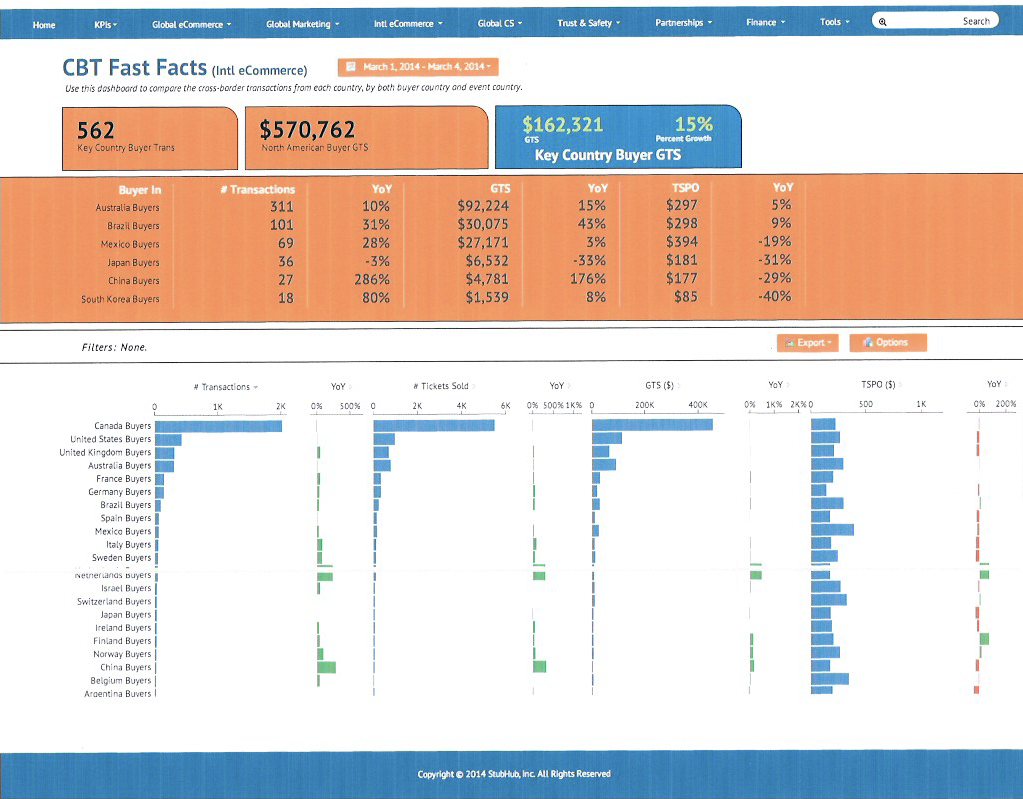 Home KPIs Global eCommerce Global Marketing Intl eCommerce Global CS Trust & Safety Partnerships Finance Tools Search
CBT Fast Facts (Intl eCommerce) March 1, 2014 - March 4, 2014
Use this dashboard to compare the cross-border transactions from each country, by both buyer country and event country.
562 $570,762 $162,321 15%
Key Country Buyer Trans North American Buyer GTS GTS Percent Growth
Key Country Buyer GTS
Buyer In # Transactions YoY GTS YoY TSPO YoY
Australia Buyers 311 10% $92,224 15% $297 5%
Brazil Buyers 101 31% $30,075 43% $298 9%
Mexico Buyers 69 28% $27,171 3% $394 -19%
Japan Buyers 36 -3% $6,532 -33% $181 -31%
China Buyers 27 286% $4,781 176% $177 -29%
South Korea Buyers 18 80% $1,539 8% $85 -40%
Filters: None. Export Options
# Transactions YoY # Tickets Sold YoY GTS ($) YoY TSPO ($) YoY
0 1K 2K 0% 500% 0 2K 4K 6K 0% 500% 1K% 0 200K 400K 0% 1K% 2K% 0 500 1K 0% 200%
Canada Buyers
United States Buyers
United Kingdom Buyers
Australia Buyers
France Buyers
Germany Buyers
Brazil Buyers
Spain Buyers
Mexico Buyers
Italy Buyers
Sweden Buyers
Netherlands Buyers
Israel Buyers
Switzerland Buyers
Japan Buyers
Ireland Buyers
Finland Buyers
Norway Buyers
China Buyers
Belgium Buyers
Argentina Buyers
Copyright © 2014 StubHub, Inc. All Rights Reserved